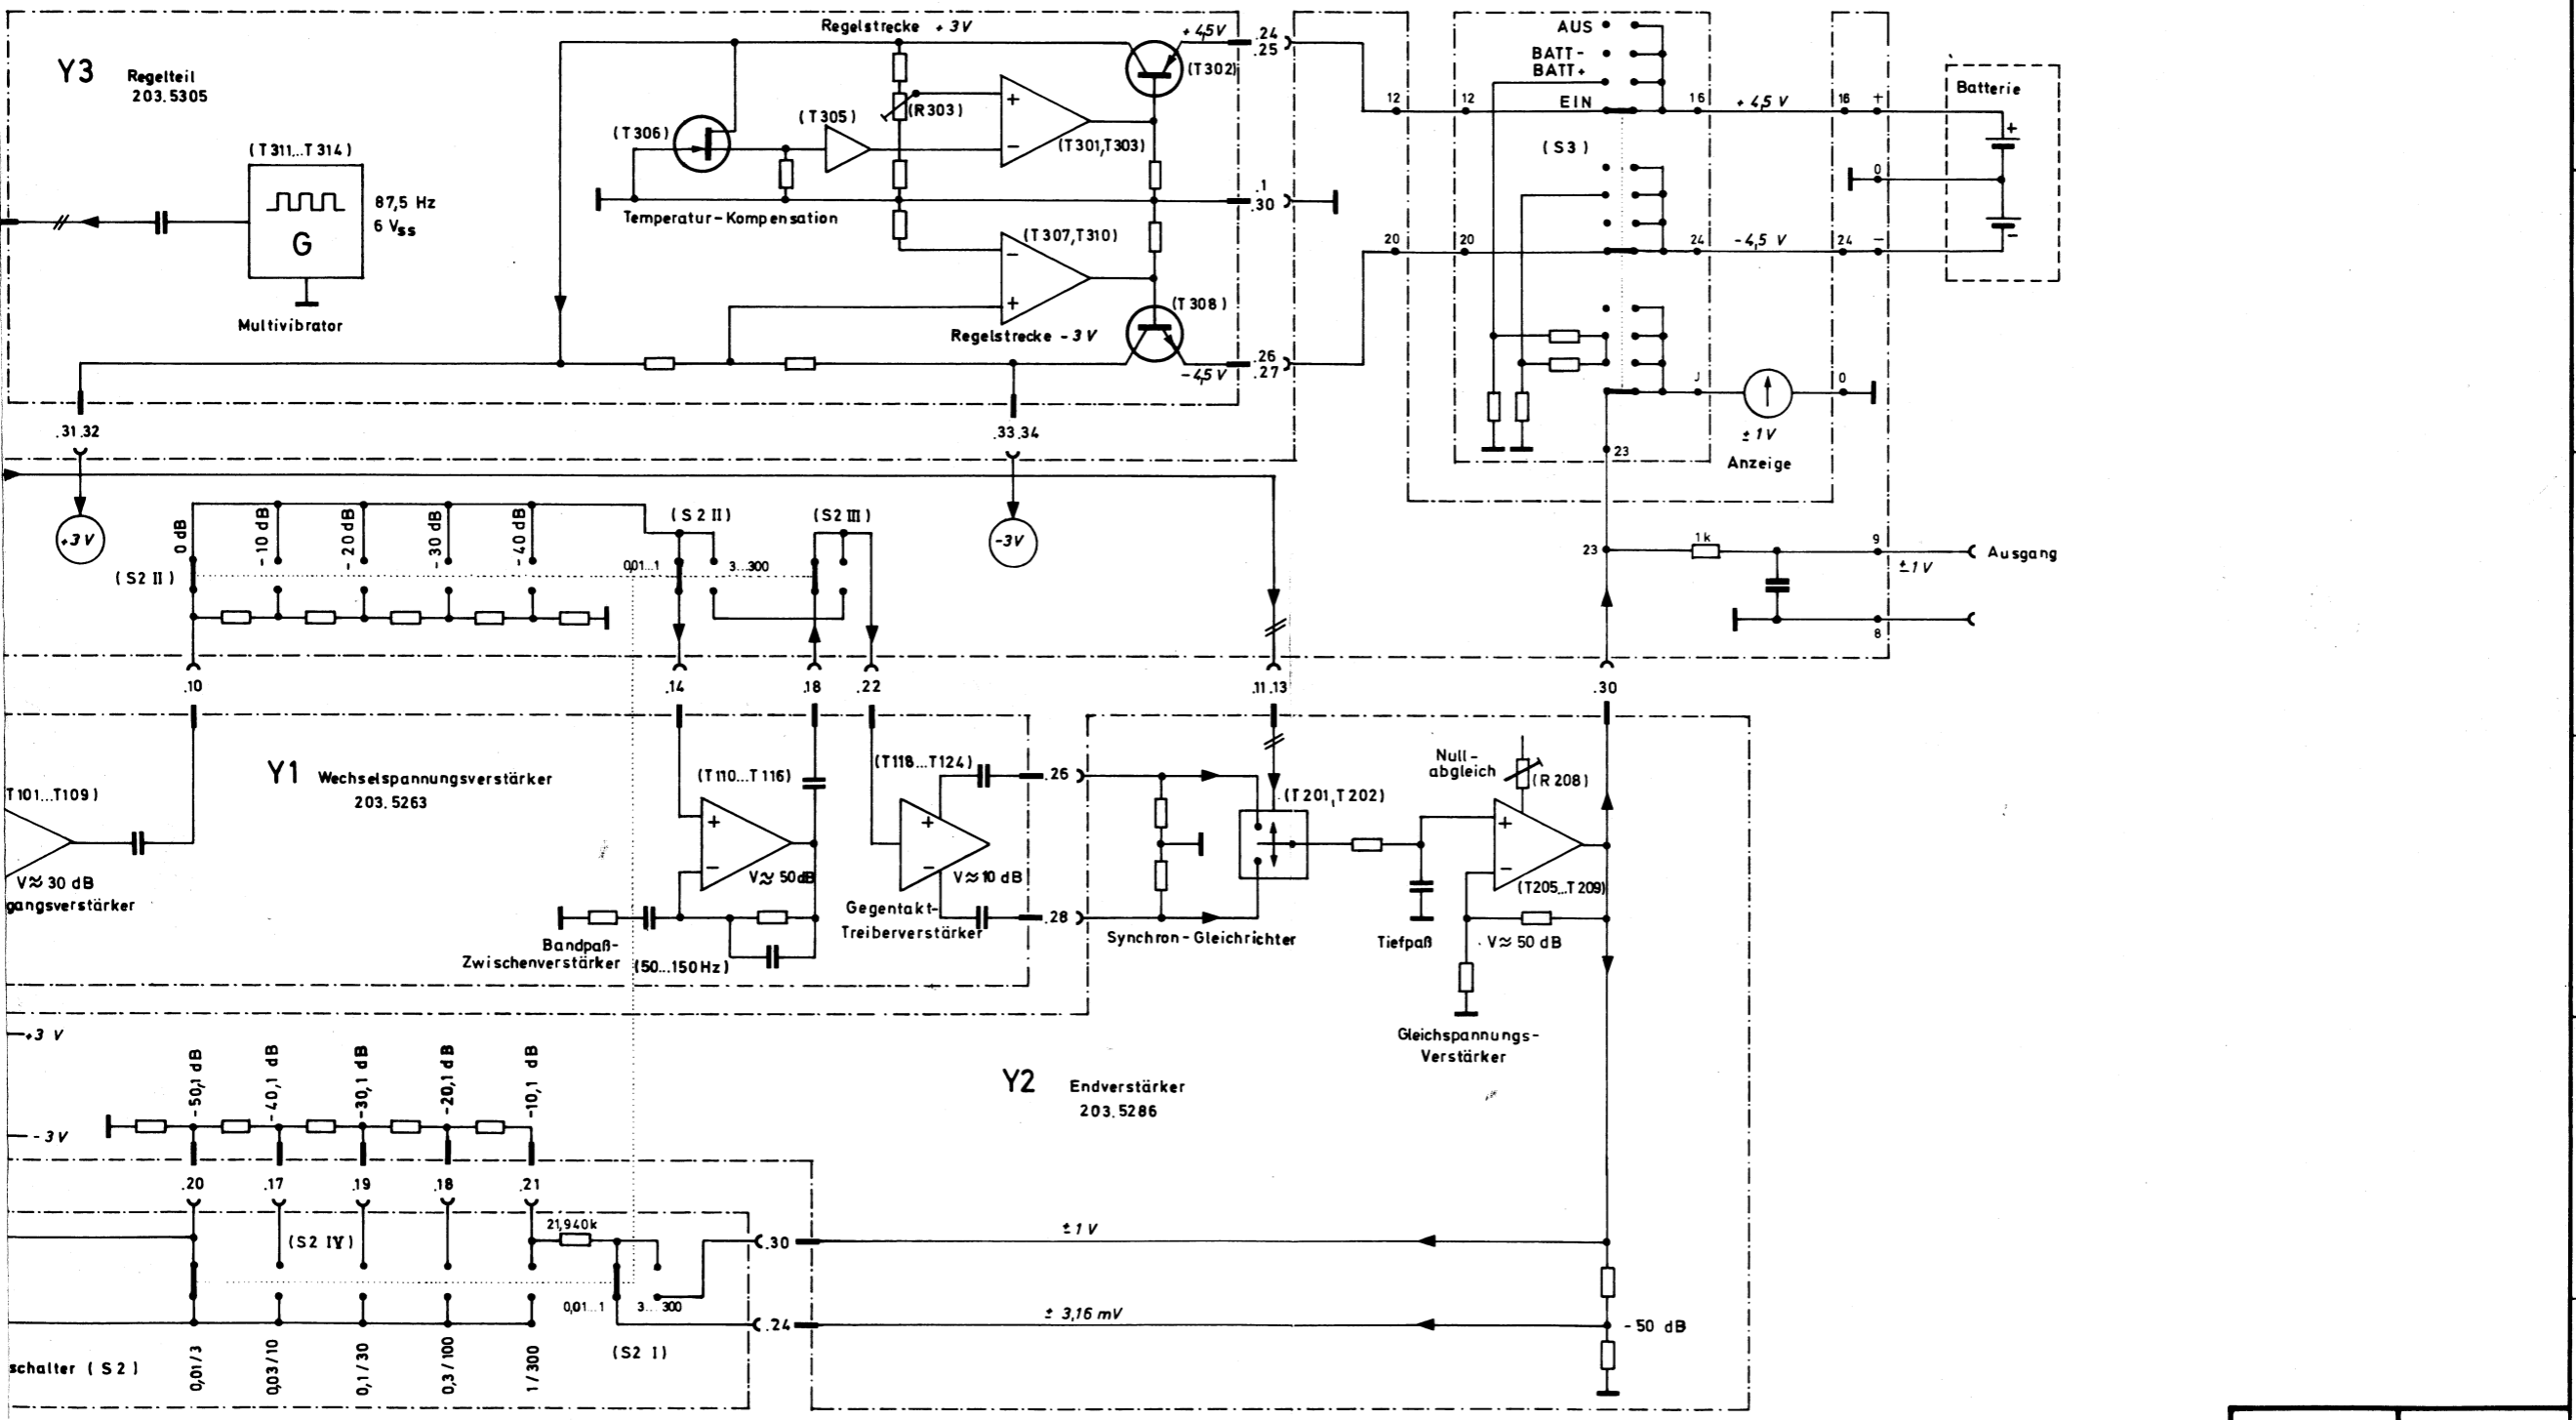 Y3 Regelteil
203.5305
(T311...T314)
G
87,5 Hz
6 Vss
Multivibrator
Regelstrecke + 3V
(T306)
(T305)
(R303)
+
−
(T301,T303)
Temperatur-Kompensation
(T307,T310)
−
+
Regelstrecke - 3V
+ 4,5V
(T302)
(T308)
- 4,5 V
.24
.25
.1
.30
.26
.27
12
12
20
20
AUS
BATT -
BATT +
EIN
(S3)
16
+ 4,5 V
16
+
0
24
- 4,5 V
24
−
Batterie
+
-
J
0
± 1V
Anzeige
23
.31.32
.33.34
+3V
-3V
0 dB
-10 dB
-20 dB
-30 dB
-40 dB
(S2 II)
(S 2 II)
0,01...1
3...300
(S2 III)
23
1k
9
± 1 V
Ausgang
8
.10
.14
.18
.22
.11.13
.30
Y1 Wechselspannungsverstärker
203.5263
T101...T109)
V≈ 30 dB
gangsverstärker
(T110...T116)
+
−
V≈ 50dB
Bandpaß-
Zwischenverstärker (50...150Hz)
(T118...T124)
+
−
V≈10 dB
Gegentakt-
Treiberverstärker
.26
.28
(T201,T202)
Synchron-Gleichrichter
Tiefpaß
Null-
abgleich
(R 208)
+
−
(T205...T209)
V≈ 50 dB
Gleichspannungs-
Verstärker
Y2 Endverstärker
203.5286
+3 V
- 3 V
-50,1 dB
-40,1 dB
-30,1 dB
-20,1 dB
-10,1 dB
.20
.17
.19
.18
.21
21,940k
(S2 IV)
0,01...1
3...300
(S2 I)
.30
± 1 V
.24
± 3,16 mV
- 50 dB
schalter (S2)
0,01/3
0,03/10
0,1/30
0,3/100
1/300